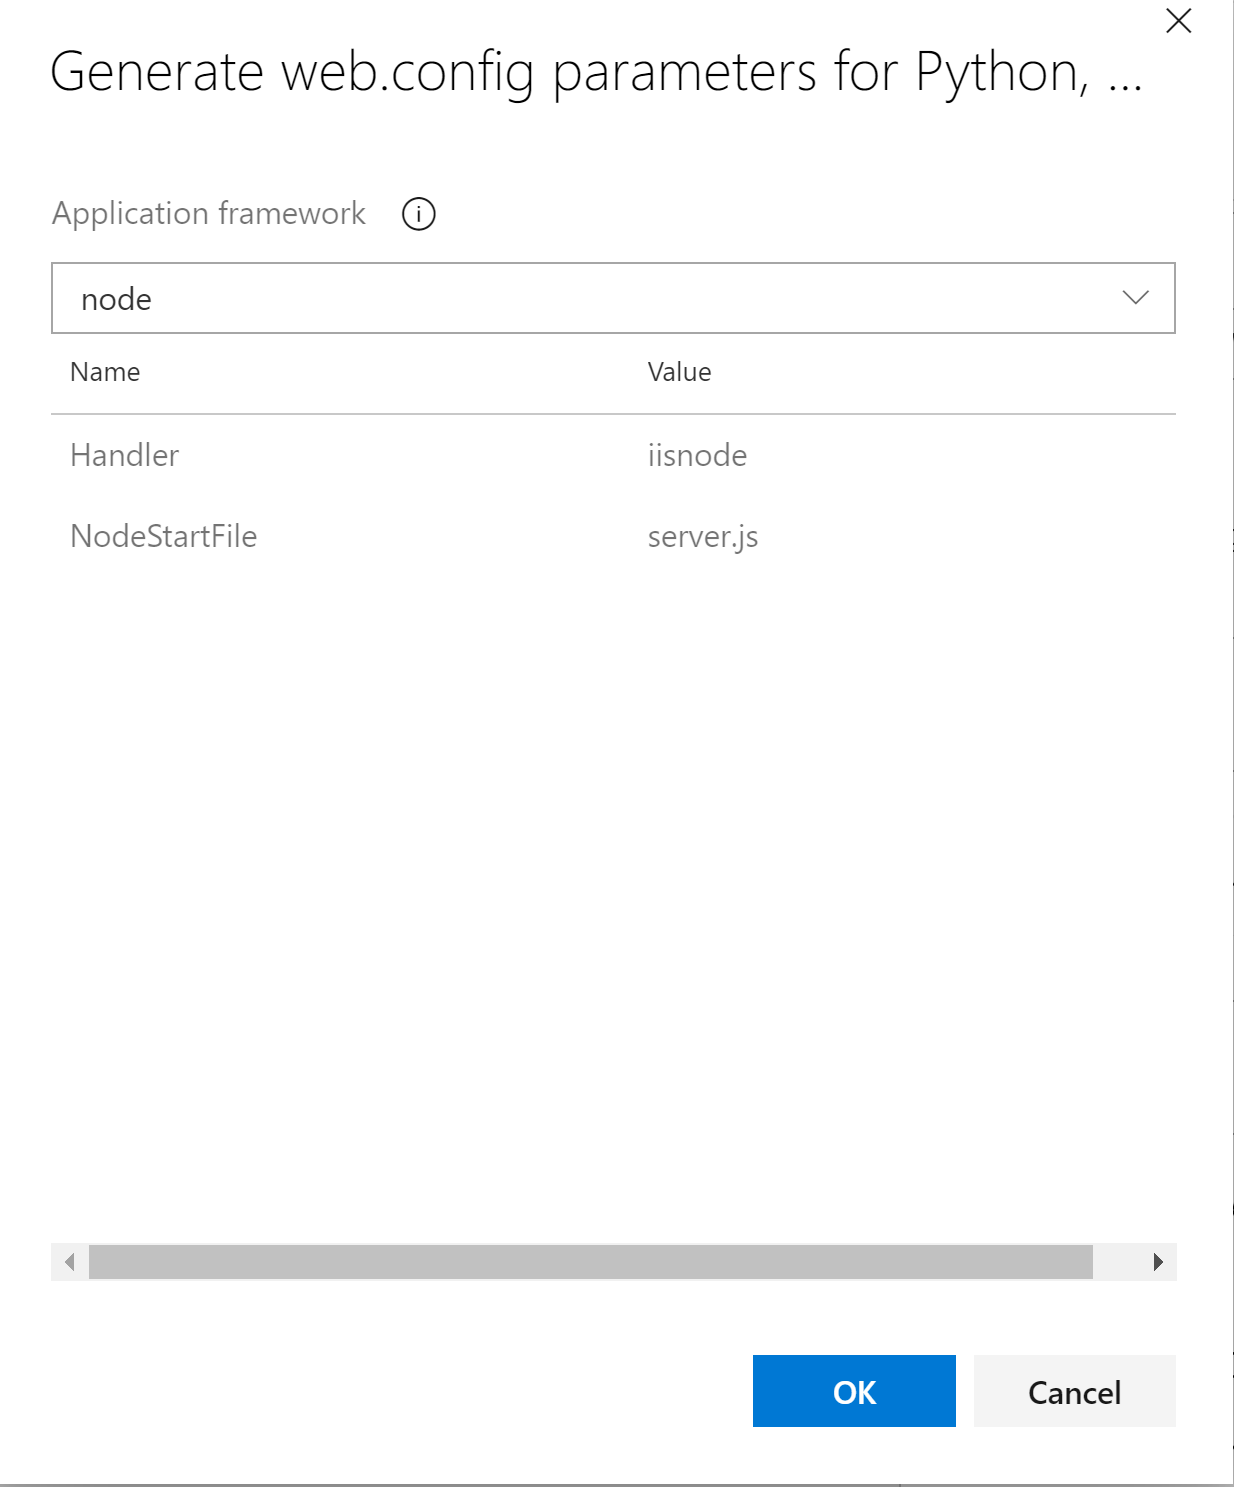 Generate web.config parameters for Python, ...
Application framework
node
Name Value
Handler iisnode
NodeStartFile server.js
OK Cancel